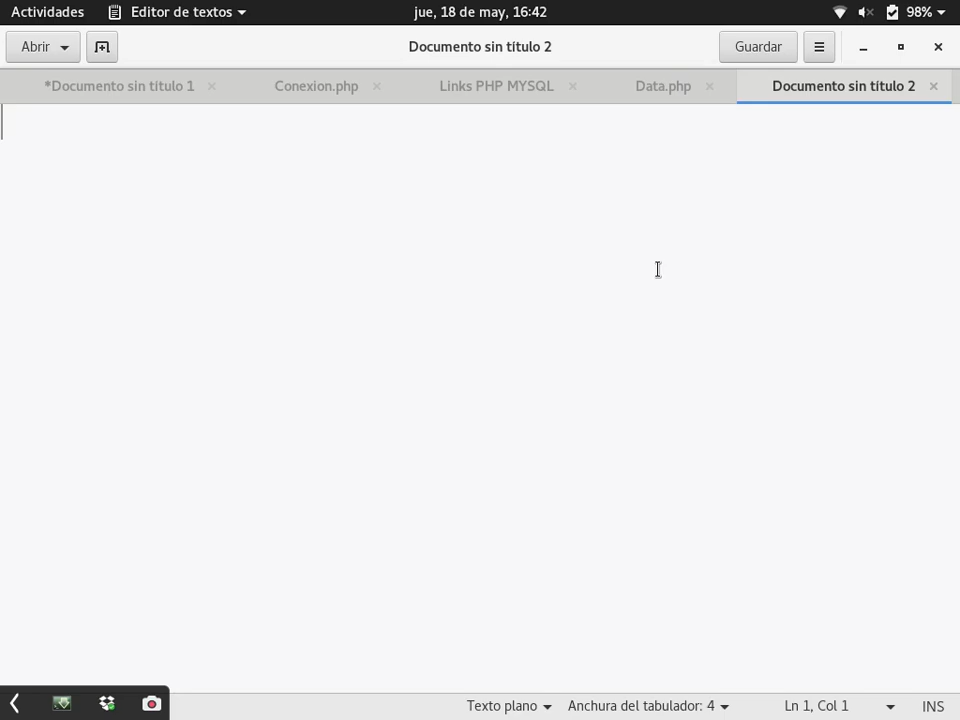 Actividades Editor de textos jue, 18 de may, 16:42 98%
Abrir Documento sin título 2 Guardar
*Documento sin título 1 Conexion.php Links PHP MYSQL Data.php Documento sin título 2
Texto plano Anchura del tabulador: 4 Ln 1, Col 1 INS